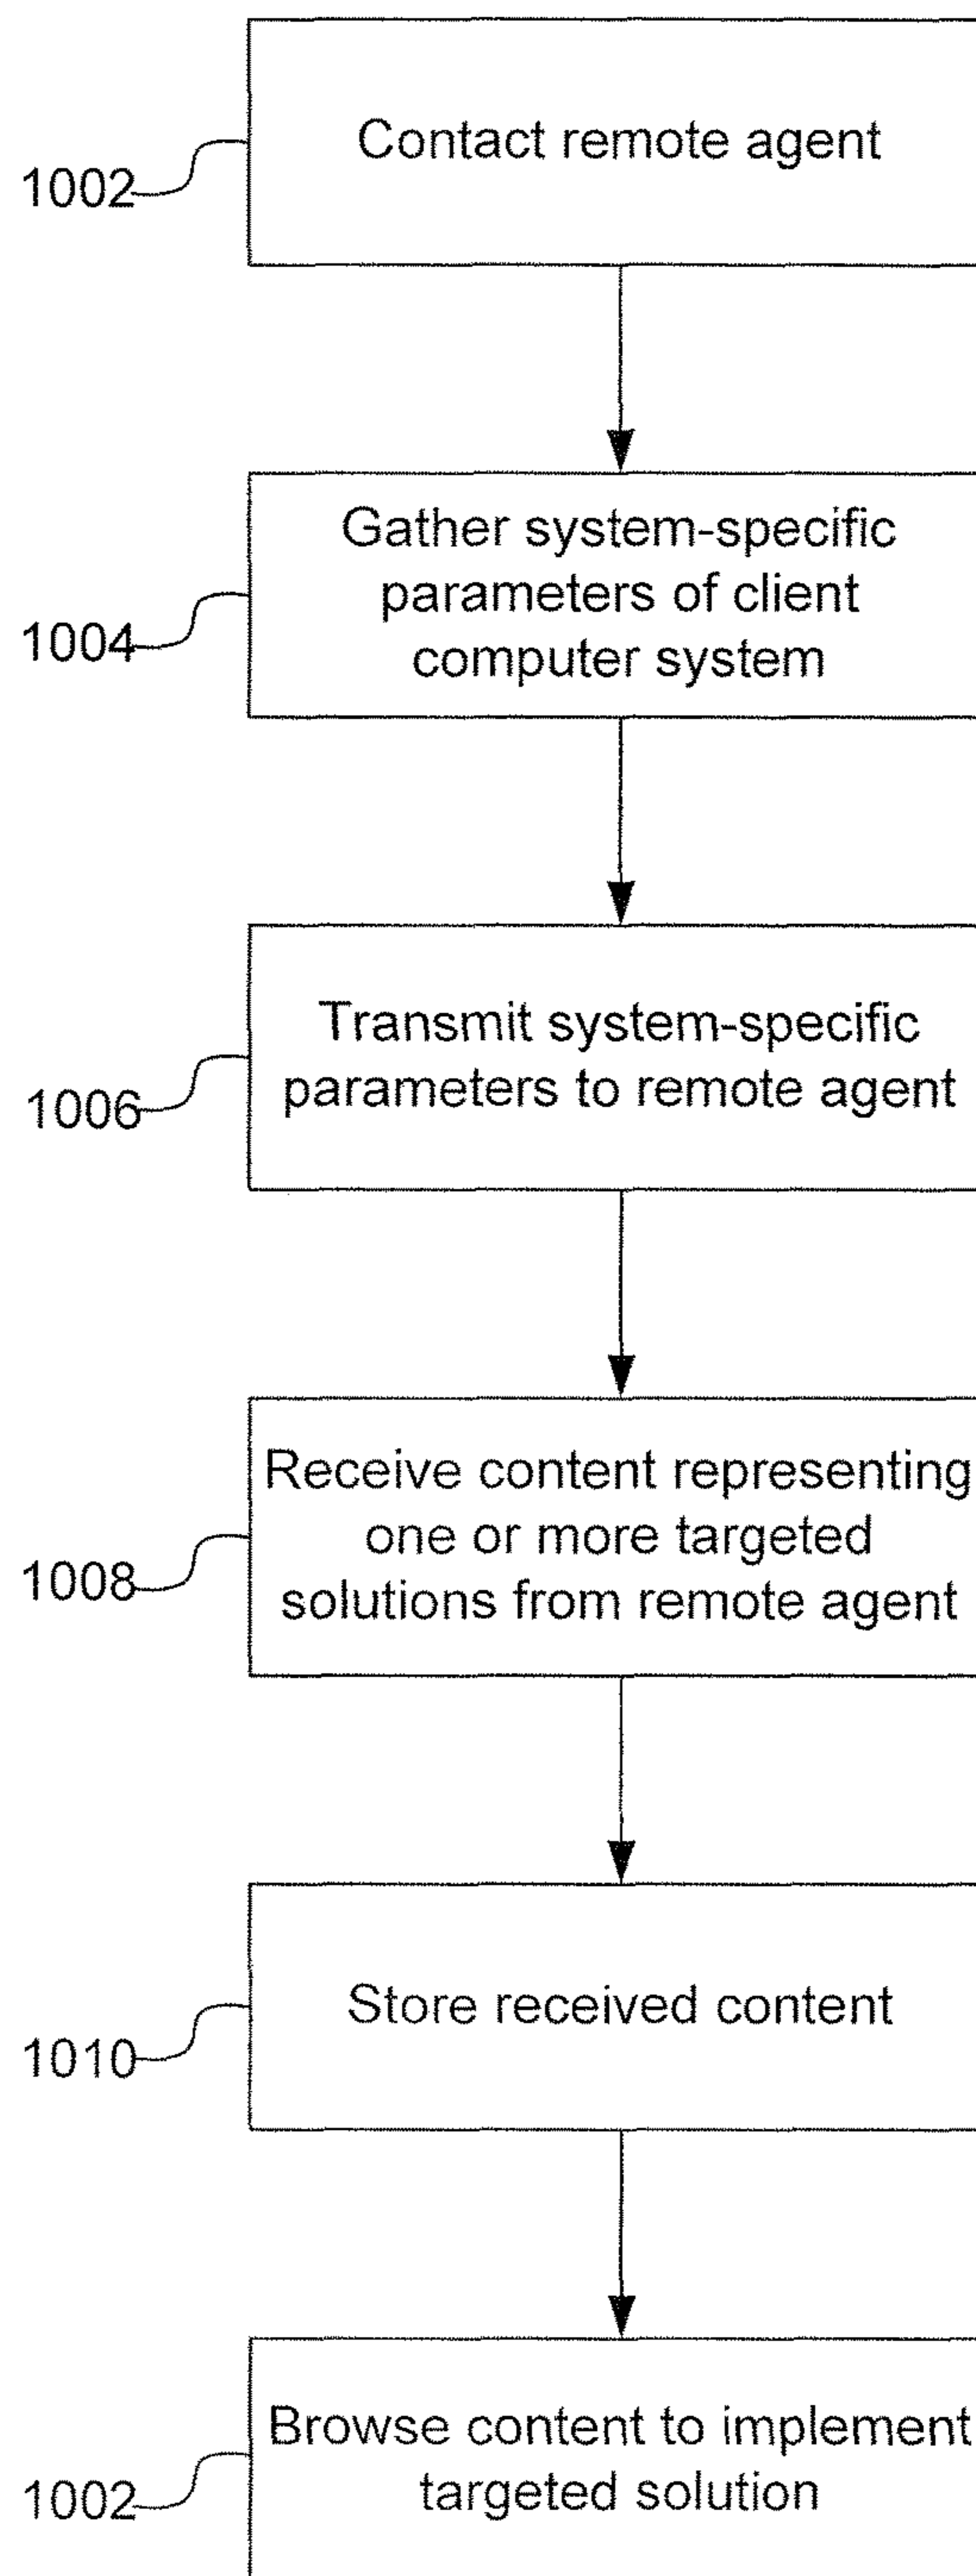 Contact remote agent
1002
Gather system-specific
parameters of client
computer system
1004
Transmit system-specific
parameters to remote agent
1006
Receive content representing
one or more targeted
solutions from remote agent
1008
Store received content
1010
Browse content to implement
targeted solution
1002